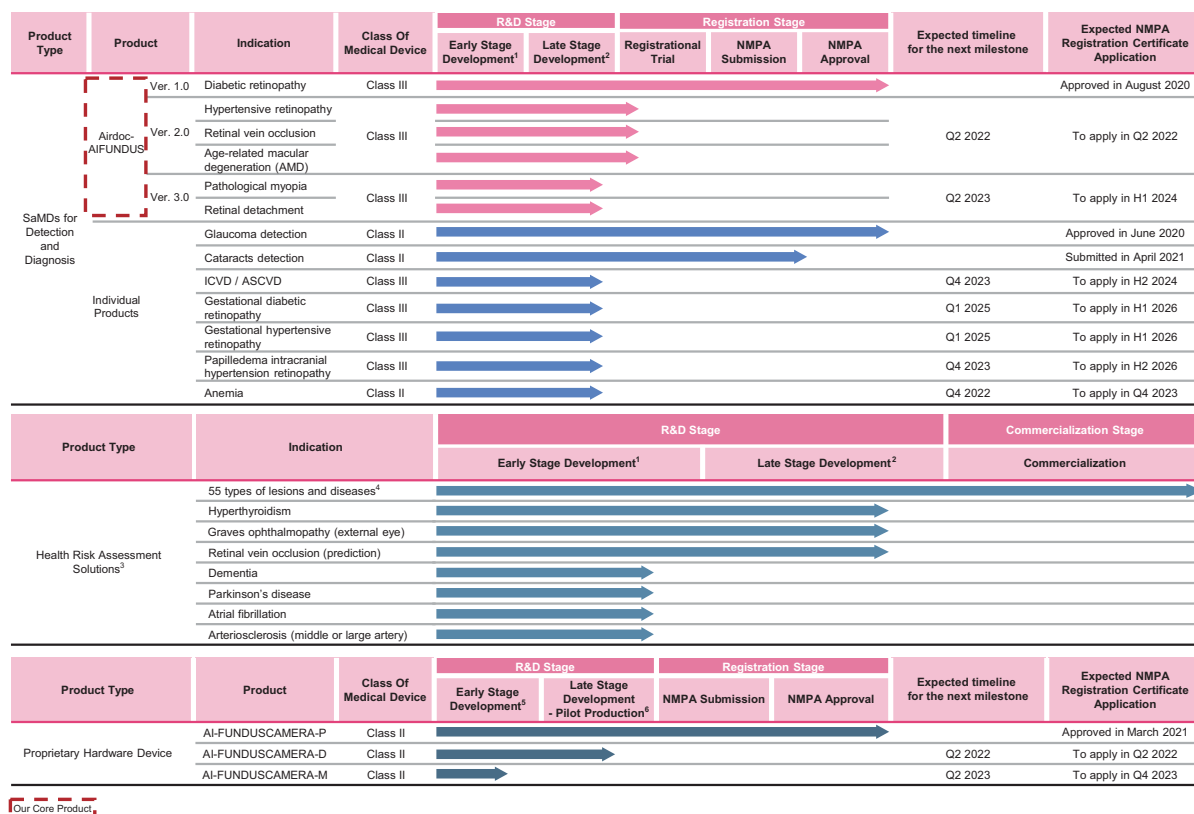 Product Type
Product
Indication
Class Of Medical Device
R&D Stage
Registration Stage
Early Stage Development1
Late Stage Development2
Registrational Trial
NMPA Submission
NMPA Approval
Expected timeline for the next milestone
Expected NMPA Registration Certificate Application
SaMDs for Detection and Diagnosis
Airdoc-AIFUNDUS
Ver. 1.0
Diabetic retinopathy
Class III
Approved in August 2020
Ver. 2.0
Hypertensive retinopathy
Retinal vein occlusion
Age-related macular degeneration (AMD)
Class III
Q2 2022
To apply in Q2 2022
Ver. 3.0
Pathological myopia
Retinal detachment
Class III
Q2 2023
To apply in H1 2024
Individual Products
Glaucoma detection
Class II
Approved in June 2020
Cataracts detection
Class II
Submitted in April 2021
ICVD / ASCVD
Class III
Q4 2023
To apply in H2 2024
Gestational diabetic retinopathy
Class III
Q1 2025
To apply in H1 2026
Gestational hypertensive retinopathy
Class III
Q1 2025
To apply in H1 2026
Papilledema intracranial hypertension retinopathy
Class III
Q4 2023
To apply in H2 2026
Anemia
Class II
Q4 2022
To apply in Q4 2023
Product Type
Indication
R&D Stage
Commercialization Stage
Early Stage Development1
Late Stage Development2
Commercialization
Health Risk Assessment Solutions3
55 types of lesions and diseases4
Hyperthyroidism
Graves ophthalmopathy (external eye)
Retinal vein occlusion (prediction)
Dementia
Parkinson's disease
Atrial fibrillation
Arteriosclerosis (middle or large artery)
Product Type
Product
Class Of Medical Device
R&D Stage
Registration Stage
Early Stage Development5
Late Stage Development - Pilot Production6
NMPA Submission
NMPA Approval
Expected timeline for the next milestone
Expected NMPA Registration Certificate Application
Proprietary Hardware Device
AI-FUNDUSCAMERA-P
Class II
Approved in March 2021
AI-FUNDUSCAMERA-D
Class II
Q2 2022
To apply in Q2 2022
AI-FUNDUSCAMERA-M
Class II
Q2 2023
To apply in Q4 2023
Our Core Product